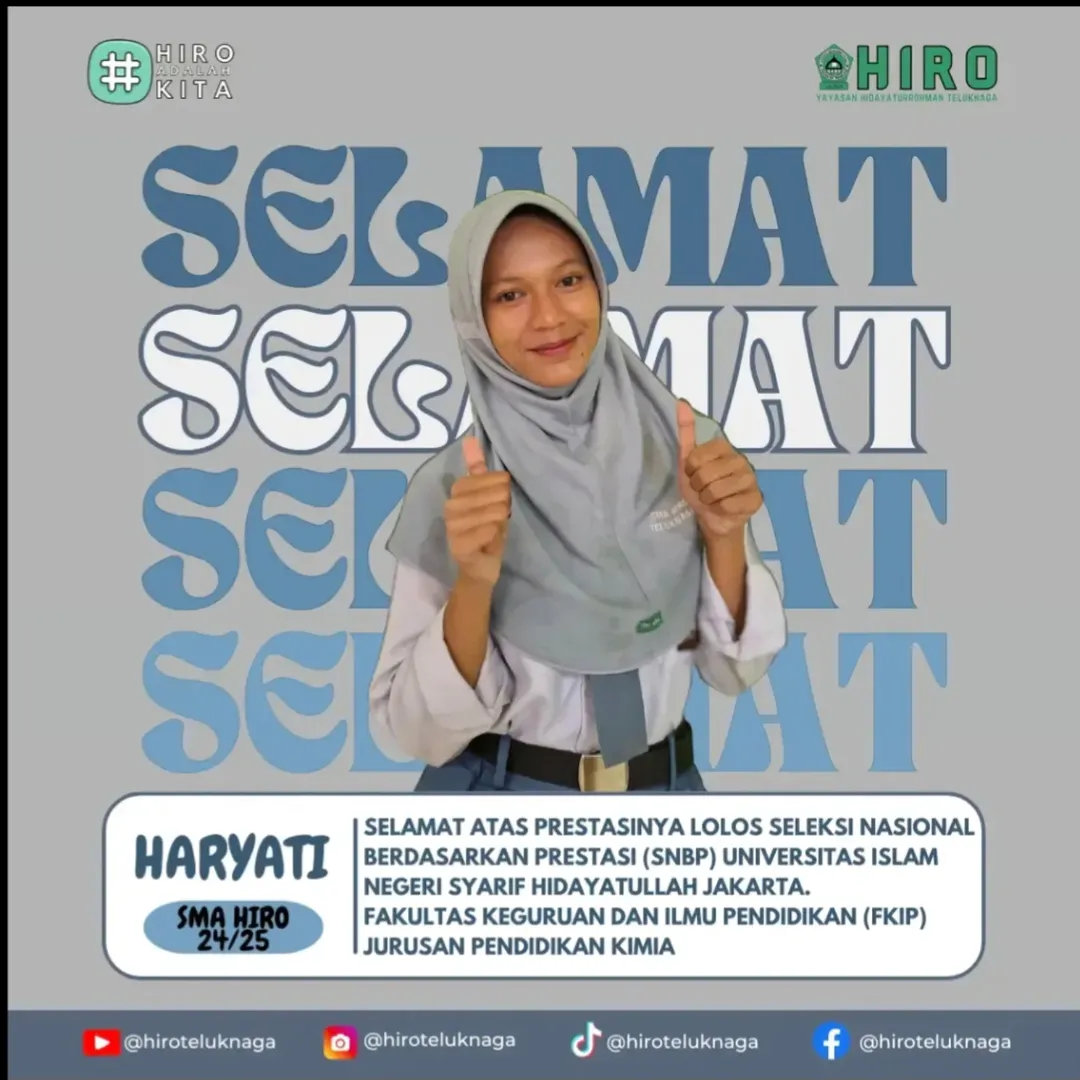 #
HIRO
ADALAH
KITA
HIRO
YAYASAN HIDAYATURROHMAN TELUKNAGA
SELAMAT
SELAMAT
SELAMAT
SELAMAT
HARYATI
SMA HIRO
24/25
SELAMAT ATAS PRESTASINYA LOLOS SELEKSI NASIONAL
BERDASARKAN PRESTASI (SNBP) UNIVERSITAS ISLAM
NEGERI SYARIF HIDAYATULLAH JAKARTA.
FAKULTAS KEGURUAN DAN ILMU PENDIDIKAN (FKIP)
JURUSAN PENDIDIKAN KIMIA
@hiroteluknaga
@hiroteluknaga
@hiroteluknaga
@hiroteluknaga